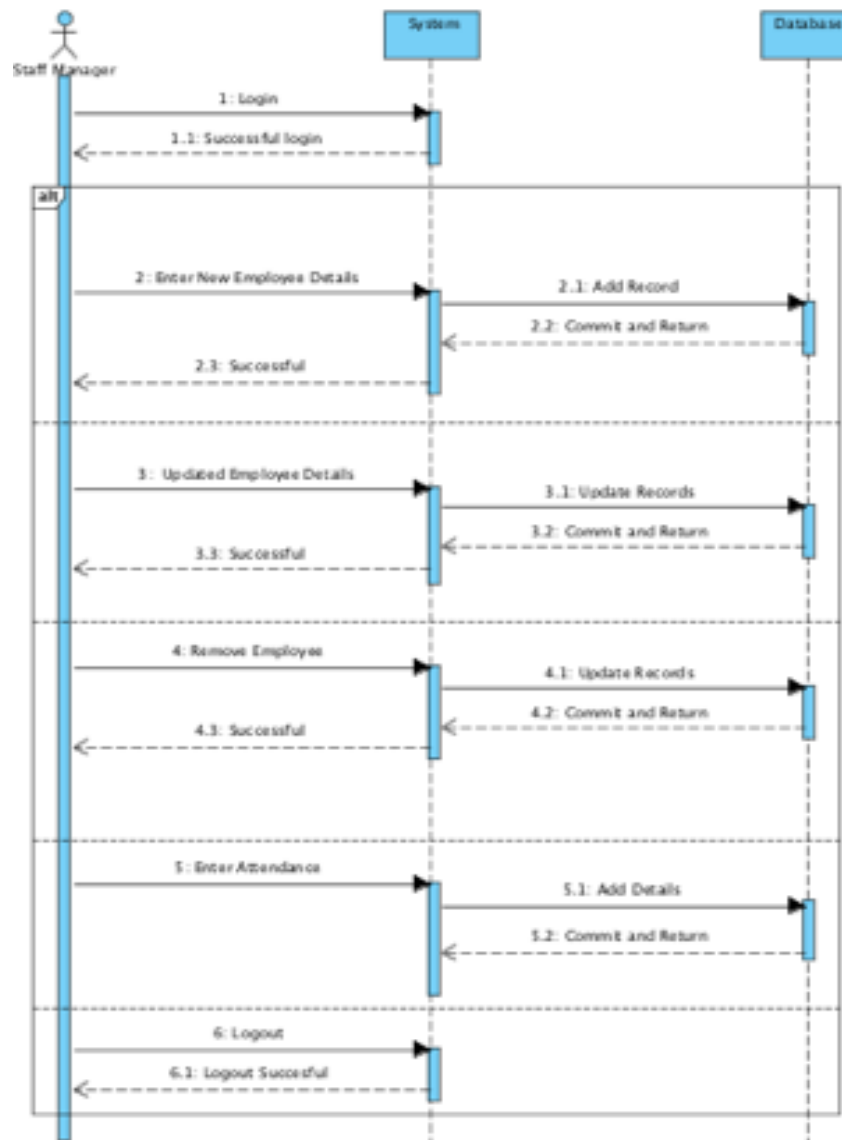 System
Database
Staff Manager
1: Login
1.1: Successful login
alt
2: Enter New Employee Details
2.1: Add Record
2.2: Commit and Return
2.3: Successful
3: Updated Employee Details
3.1: Update Records
3.2: Commit and Return
3.3: Successful
4: Remove Employee
4.1: Update Records
4.2: Commit and Return
4.3: Successful
5: Enter Attendance
5.1: Add Details
5.2: Commit and Return
6: Logout
6.1: Logout Succesful